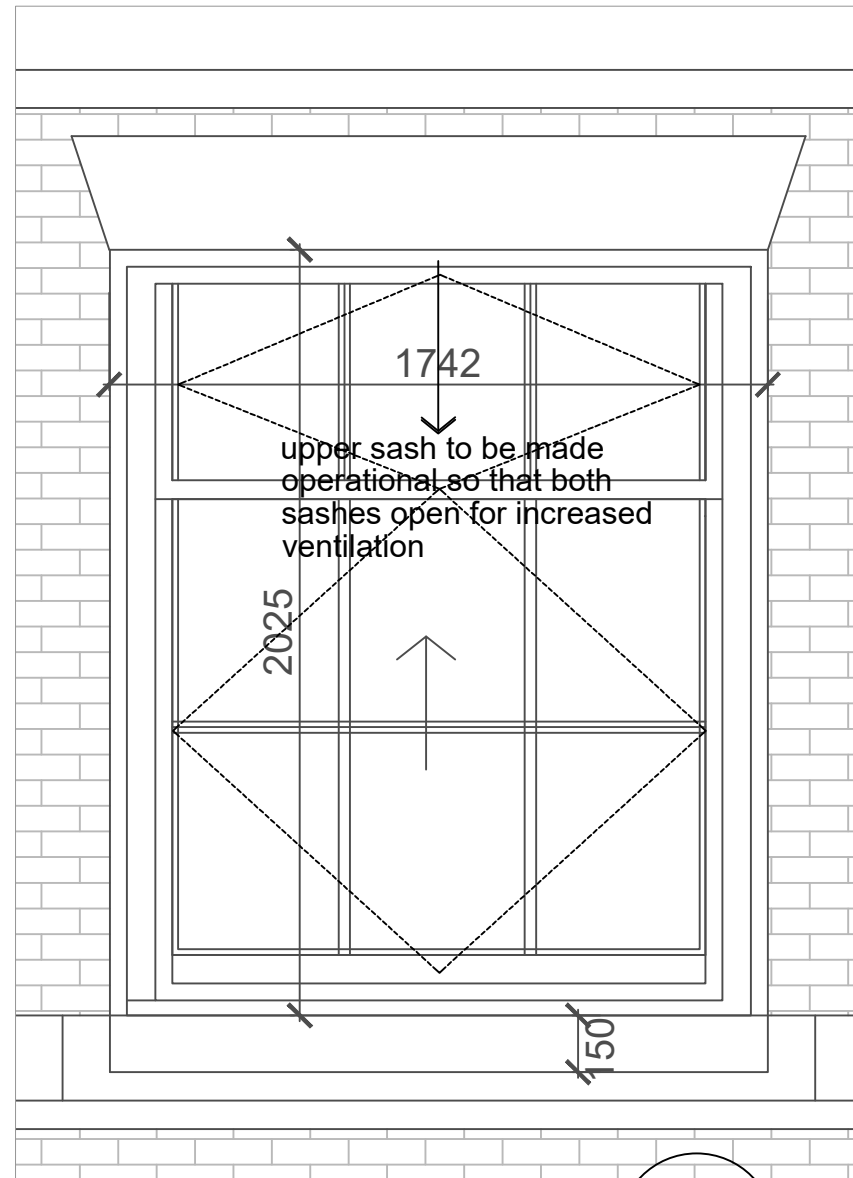 1742
upper sash to be made
operational so that both
sashes open for increased
ventilation
2025
150